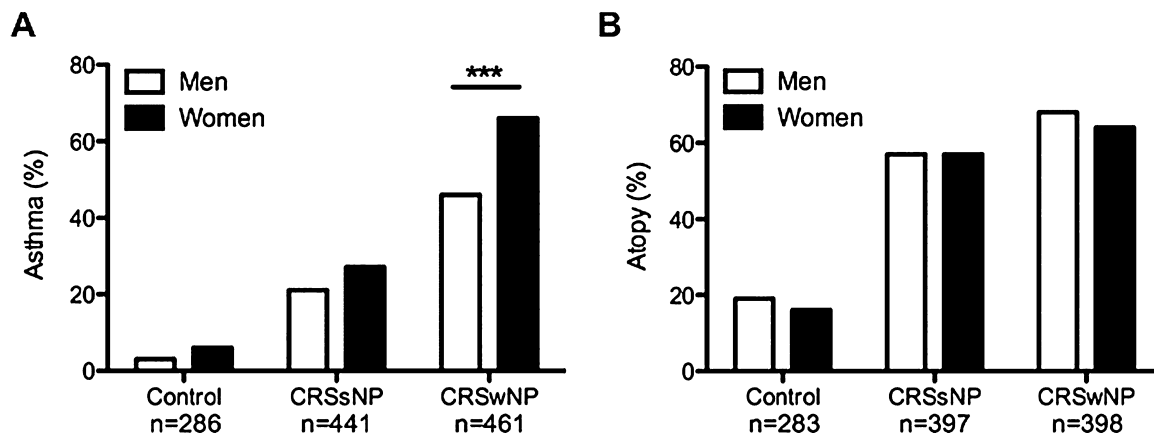 A
Asthma (%)
80
60
40
20
0
Men
Women
***
Control
n=286
CRSsNP
n=441
CRSwNP
n=461
B
Atopy (%)
80
60
40
20
0
Men
Women
Control
n=283
CRSsNP
n=397
CRSwNP
n=398